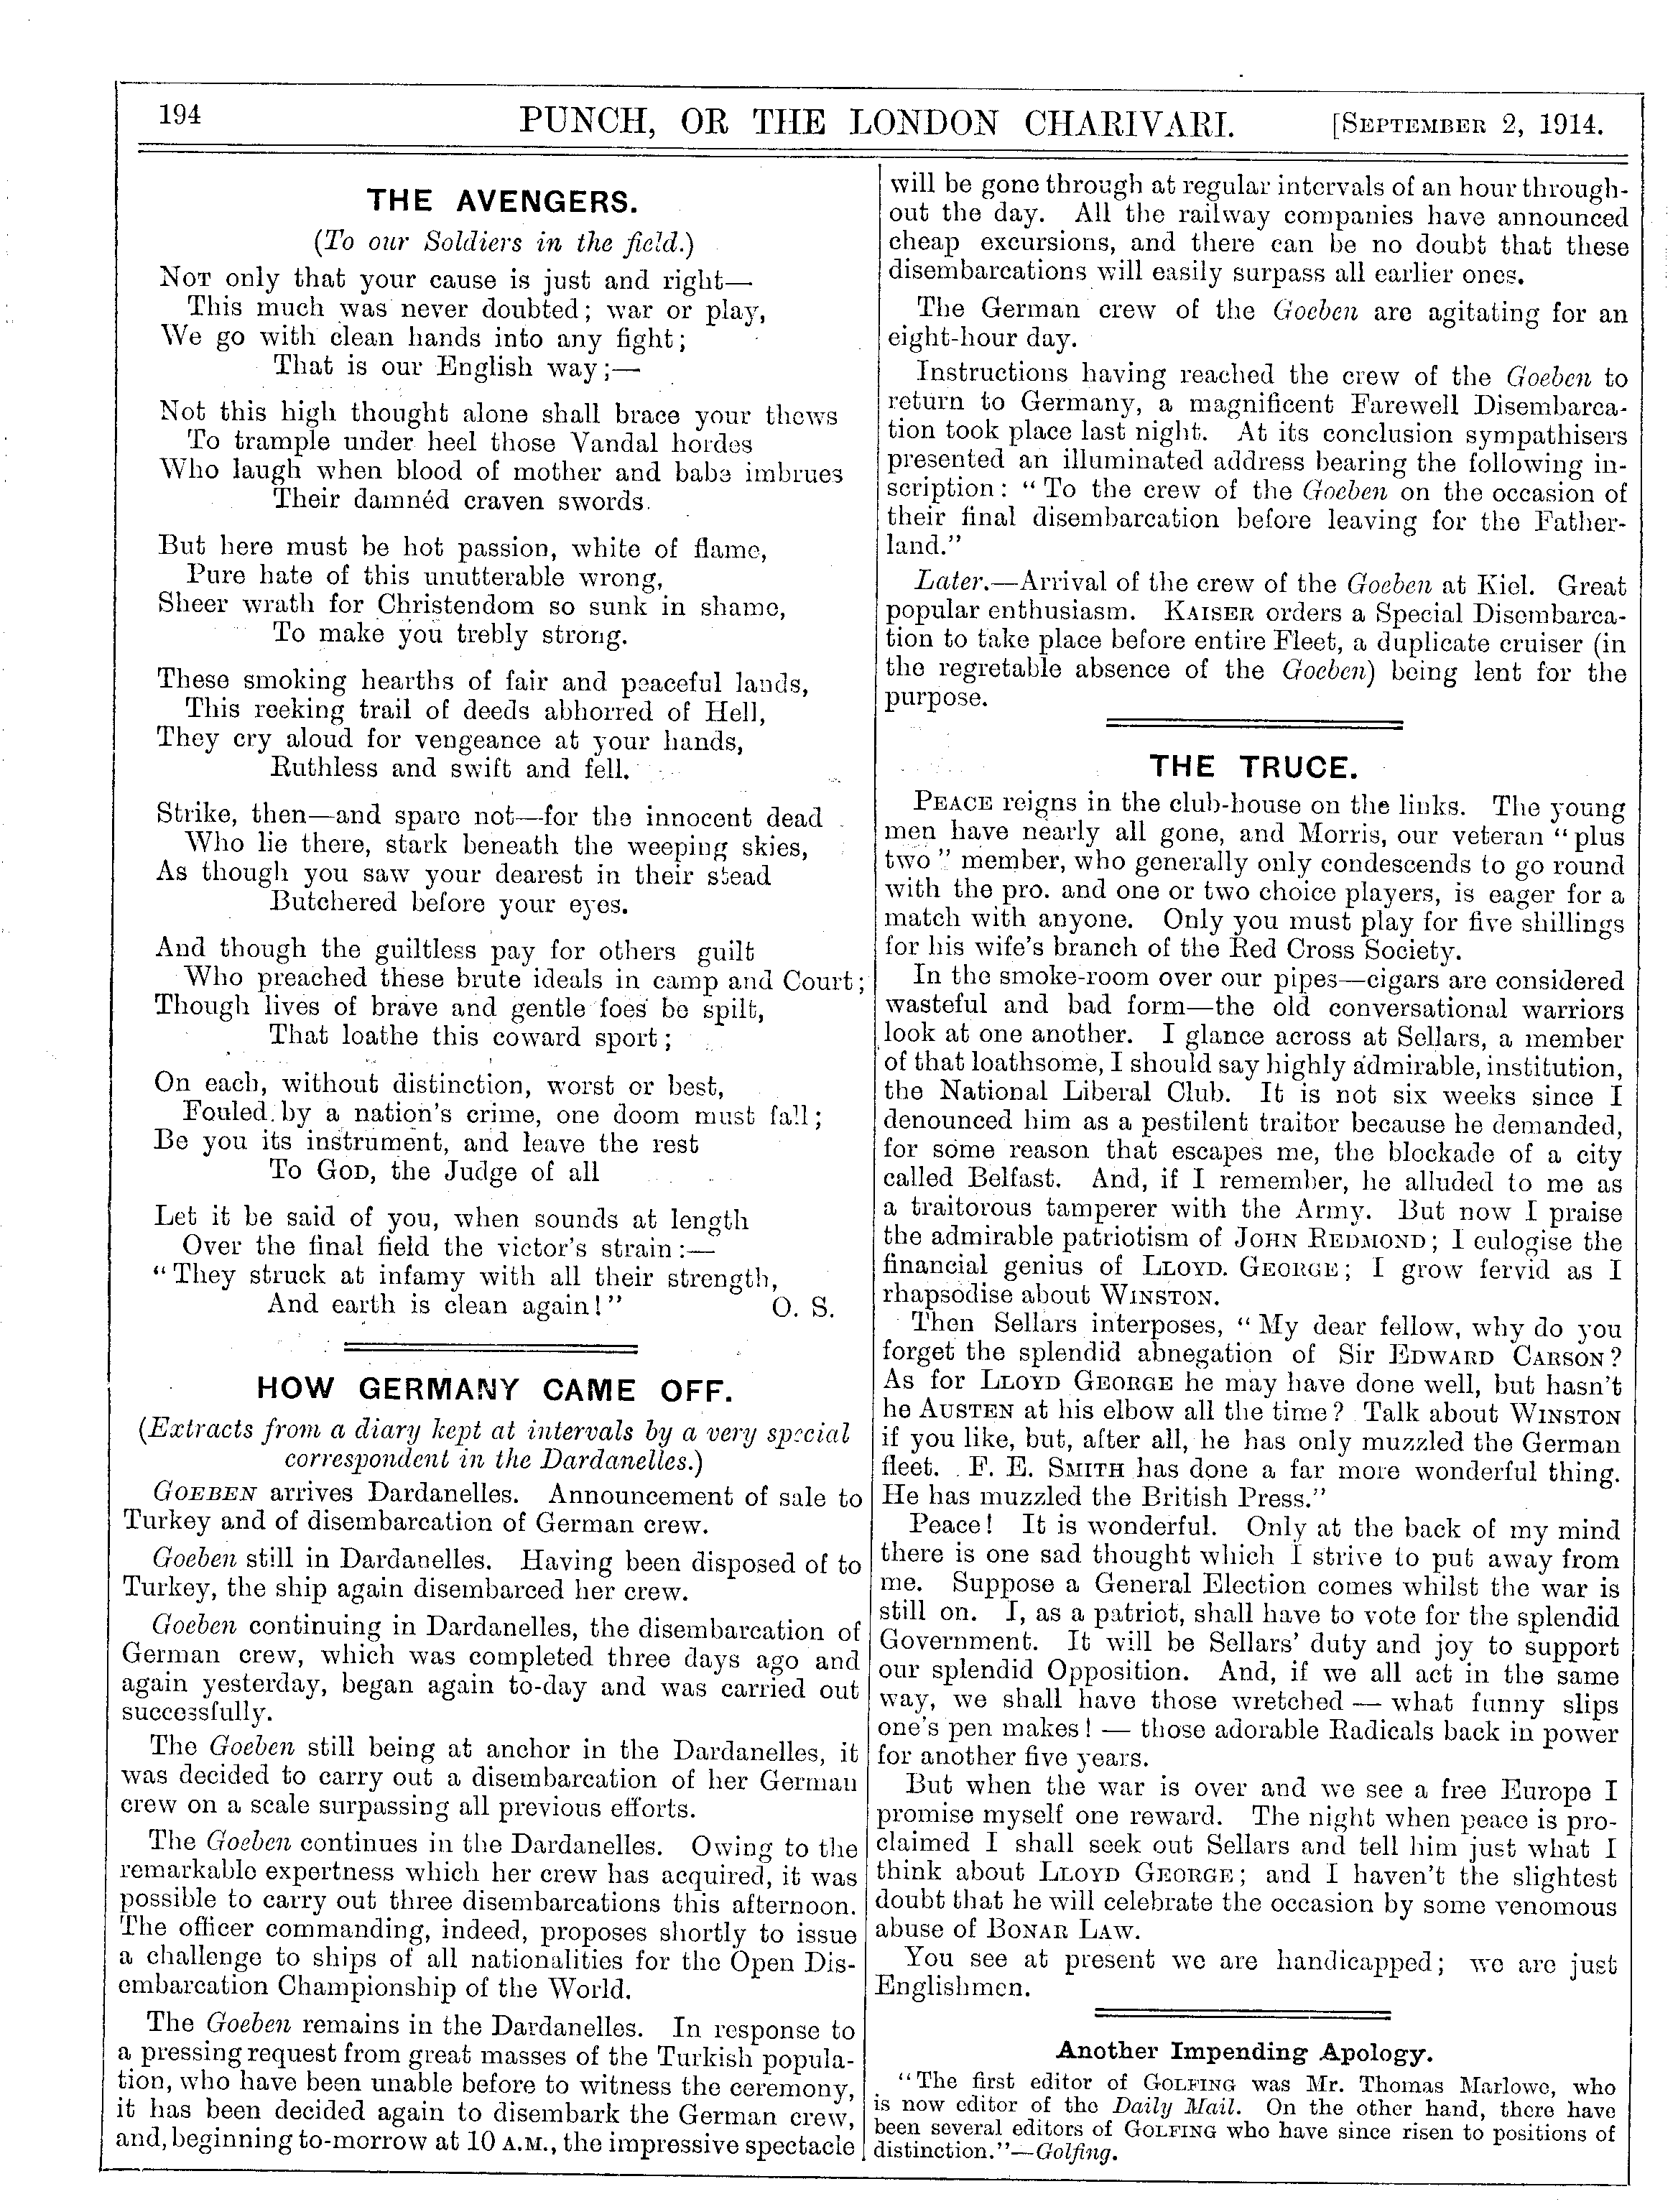 194
PUNCH, OR THE LONDON CHARIVARI.
[SEPTEMBER 2, 1914.
THE AVENGERS.
(To our Soldiers in the field.)
NOT only that your cause is just and right—
This much was never doubted; war or play,
We go with clean hands into any fight;
That is our English way;—
Not this high thought alone shall brace your thews
To trample under heel those Vandal hordes
Who laugh when blood of mother and babe imbrues
Their damnéd craven swords.
But here must be hot passion, white of flame,
Pure hate of this unutterable wrong,
Sheer wrath for Christendom so sunk in shame,
To make you trebly strong.
These smoking hearths of fair and peaceful lands,
This reeking trail of deeds abhorred of Hell,
They cry aloud for vengeance at your hands,
Ruthless and swift and fell.
Strike, then—and spare not—for the innocent dead
Who lie there, stark beneath the weeping skies,
As though you saw your dearest in their stead
Butchered before your eyes.
And though the guiltless pay for others guilt
Who preached these brute ideals in camp and Court;
Though lives of brave and gentle foes be spilt,
That loathe this coward sport;
On each, without distinction, worst or best,
Fouled by a nation's crime, one doom must fall;
Be you its instrument, and leave the rest
To GOD, the Judge of all
Let it be said of you, when sounds at length
Over the final field the victor's strain:—
"They struck at infamy with all their strength,
And earth is clean again!" O. S.
HOW GERMANY CAME OFF.
(Extracts from a diary kept at intervals by a very special
correspondent in the Dardanelles.)
GOEBEN arrives Dardanelles. Announcement of sale to
Turkey and of disembarcation of German crew.
Goeben still in Dardanelles. Having been disposed of to
Turkey, the ship again disembarced her crew.
Goeben continuing in Dardanelles, the disembarcation of
German crew, which was completed three days ago and
again yesterday, began again to-day and was carried out
successfully.
The Goeben still being at anchor in the Dardanelles, it
was decided to carry out a disembarcation of her German
crew on a scale surpassing all previous efforts.
The Goeben continues in the Dardanelles. Owing to the
remarkable expertness which her crew has acquired, it was
possible to carry out three disembarcations this afternoon.
The officer commanding, indeed, proposes shortly to issue
a challenge to ships of all nationalities for the Open Dis-
embarcation Championship of the World.
The Goeben remains in the Dardanelles. In response to
a pressing request from great masses of the Turkish popula-
tion, who have been unable before to witness the ceremony,
it has been decided again to disembark the German crew,
and, beginning to-morrow at 10 A.M., the impressive spectacle
will be gone through at regular intervals of an hour through-
out the day. All the railway companies have announced
cheap excursions, and there can be no doubt that these
disembarcations will easily surpass all earlier ones.
The German crew of the Goeben are agitating for an
eight-hour day.
Instructions having reached the crew of the Goeben to
return to Germany, a magnificent Farewell Disembarca-
tion took place last night. At its conclusion sympathisers
presented an illuminated address bearing the following in-
scription: "To the crew of the Goeben on the occasion of
their final disembarcation before leaving for the Father-
land."
Later.—Arrival of the crew of the Goeben at Kiel. Great
popular enthusiasm. KAISER orders a Special Disembarca-
tion to take place before entire Fleet, a duplicate cruiser (in
the regretable absence of the Goeben) being lent for the
purpose.
THE TRUCE.
PEACE reigns in the club-house on the links. The young
men have nearly all gone, and Morris, our veteran "plus
two" member, who generally only condescends to go round
with the pro. and one or two choice players, is eager for a
match with anyone. Only you must play for five shillings
for his wife's branch of the Red Cross Society.
In the smoke-room over our pipes—cigars are considered
wasteful and bad form—the old conversational warriors
look at one another. I glance across at Sellars, a member
of that loathsome, I should say highly admirable, institution,
the National Liberal Club. It is not six weeks since I
denounced him as a pestilent traitor because he demanded,
for some reason that escapes me, the blockade of a city
called Belfast. And, if I remember, he alluded to me as
a traitorous tamperer with the Army. But now I praise
the admirable patriotism of JOHN REDMOND; I eulogise the
financial genius of LLOYD. GEORGE; I grow fervid as I
rhapsodise about WINSTON.
Then Sellars interposes, "My dear fellow, why do you
forget the splendid abnegation of Sir EDWARD CARSON?
As for LLOYD GEORGE he may have done well, but hasn't
he AUSTEN at his elbow all the time? Talk about WINSTON
if you like, but, after all, he has only muzzled the German
fleet. F. E. SMITH has done a far more wonderful thing.
He has muzzled the British Press."
Peace! It is wonderful. Only at the back of my mind
there is one sad thought which I strive to put away from
me. Suppose a General Election comes whilst the war is
still on. I, as a patriot, shall have to vote for the splendid
Government. It will be Sellars' duty and joy to support
our splendid Opposition. And, if we all act in the same
way, we shall have those wretched — what funny slips
one's pen makes! — those adorable Radicals back in power
for another five years.
But when the war is over and we see a free Europe I
promise myself one reward. The night when peace is pro-
claimed I shall seek out Sellars and tell him just what I
think about LLOYD GEORGE; and I haven't the slightest
doubt that he will celebrate the occasion by some venomous
abuse of BONAR LAW.
You see at present we are handicapped; we are just
Englishmen.
Another Impending Apology.
"The first editor of GOLFING was Mr. Thomas Marlowe, who
is now editor of the Daily Mail. On the other hand, there have
been several editors of GOLFING who have since risen to positions of
distinction."—Golfing.